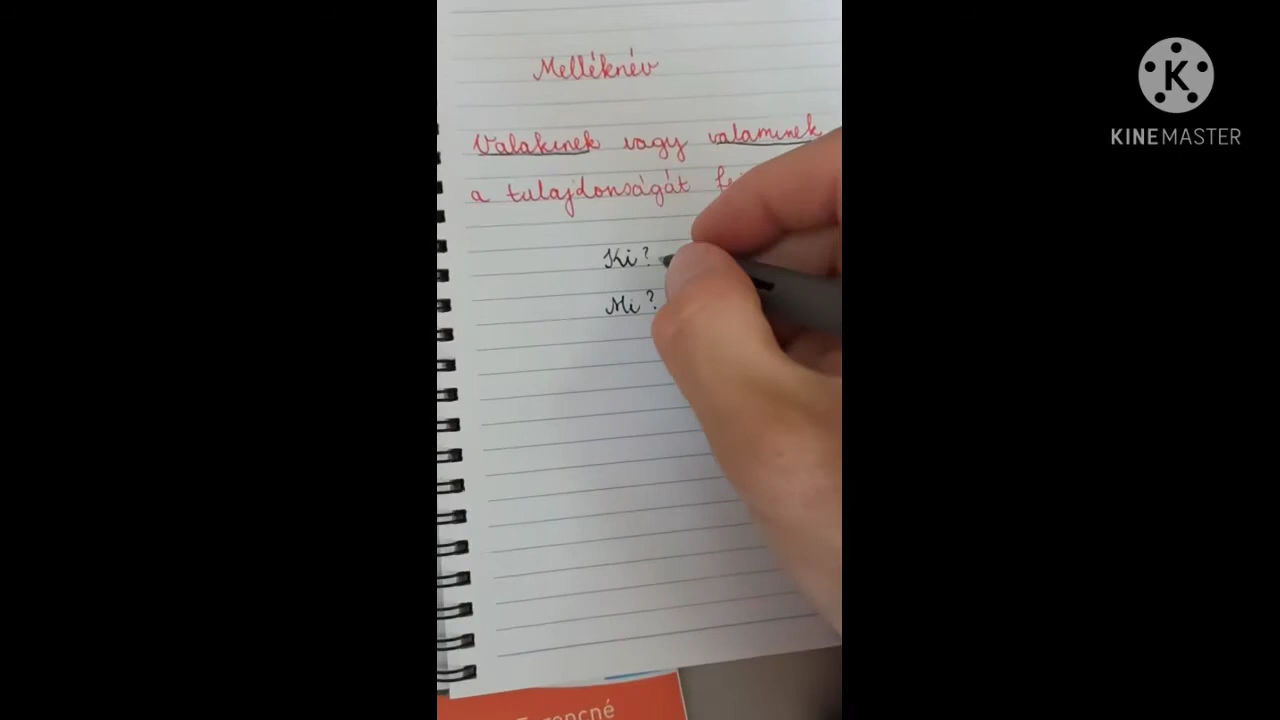 Melléknév
Valakinek vagy valaminek
a tulajdonságát
Ki?
Mi?
KINEMASTER